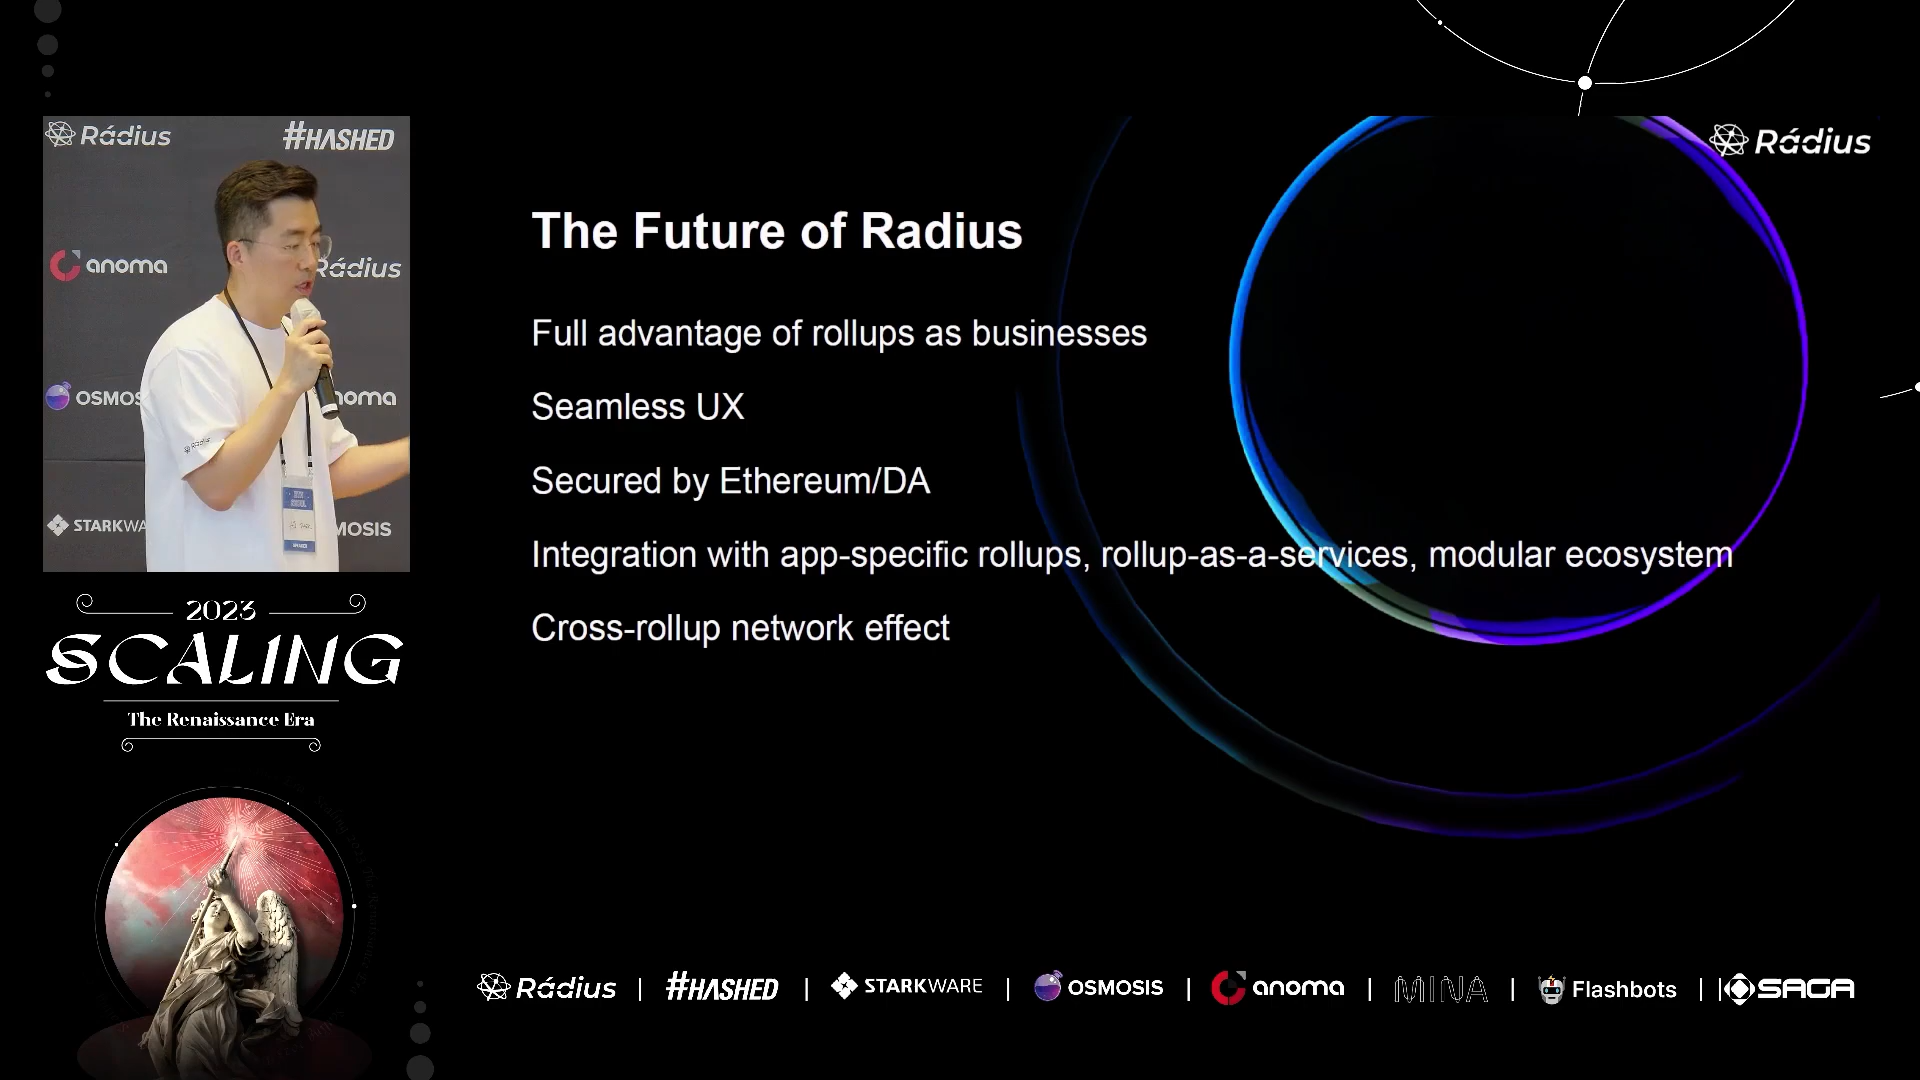 Rádius
#HASHED
anoma
Rádius
OSMOS
noma
STARKWA
MOSIS
Rádius
2023
SCALING
The Renaissance Era
Rádius
The Future of Radius
Full advantage of rollups as businesses
Seamless UX
Secured by Ethereum/DA
Integration with app-specific rollups, rollup-as-a-services, modular ecosystem
Cross-rollup network effect
Rádius | #HASHED | STARKWARE | OSMOSIS | anoma | MINA | Flashbots | SAGA